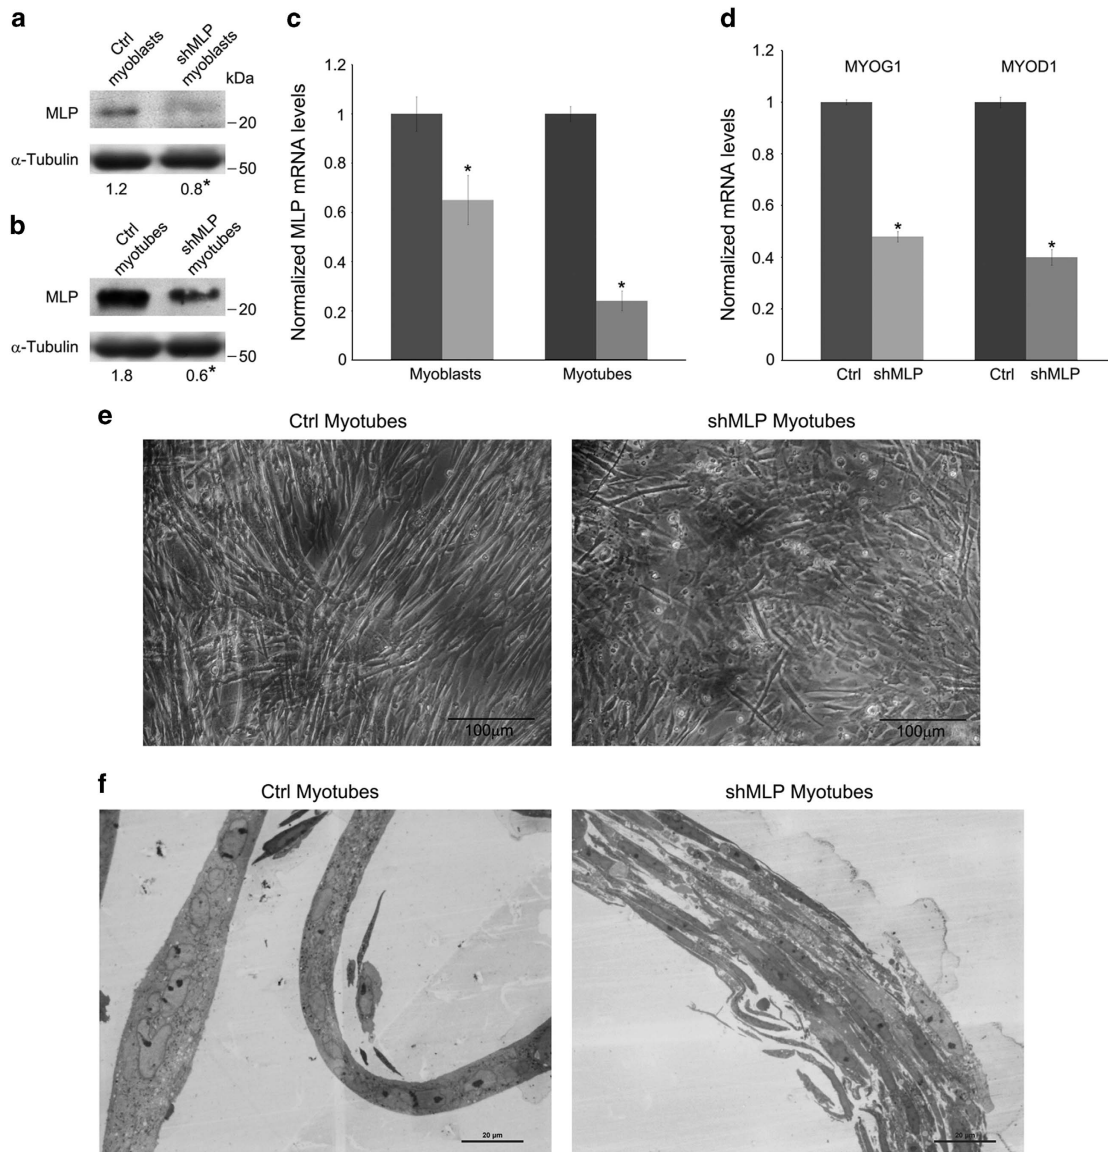 a
Ctrl
myoblasts
shMLP
myoblasts
kDa
MLP
–20
α-Tubulin
–50
1.2 0.8*
b
Ctrl
myotubes
shMLP
myotubes
MLP
–20
α-Tubulin
–50
1.8 0.6*
c
Normalized MLP mRNA levels
1.2
1
0.8
0.6
0.4
0.2
0
*
*
Myoblasts Myotubes
d
Normalized mRNA levels
1.2
1
0.8
0.6
0.4
0.2
0
MYOG1 MYOD1
*
*
Ctrl shMLP Ctrl shMLP
e
Ctrl Myotubes shMLP Myotubes
100μm 100μm
f
Ctrl Myotubes shMLP Myotubes
20 μm 20 μm